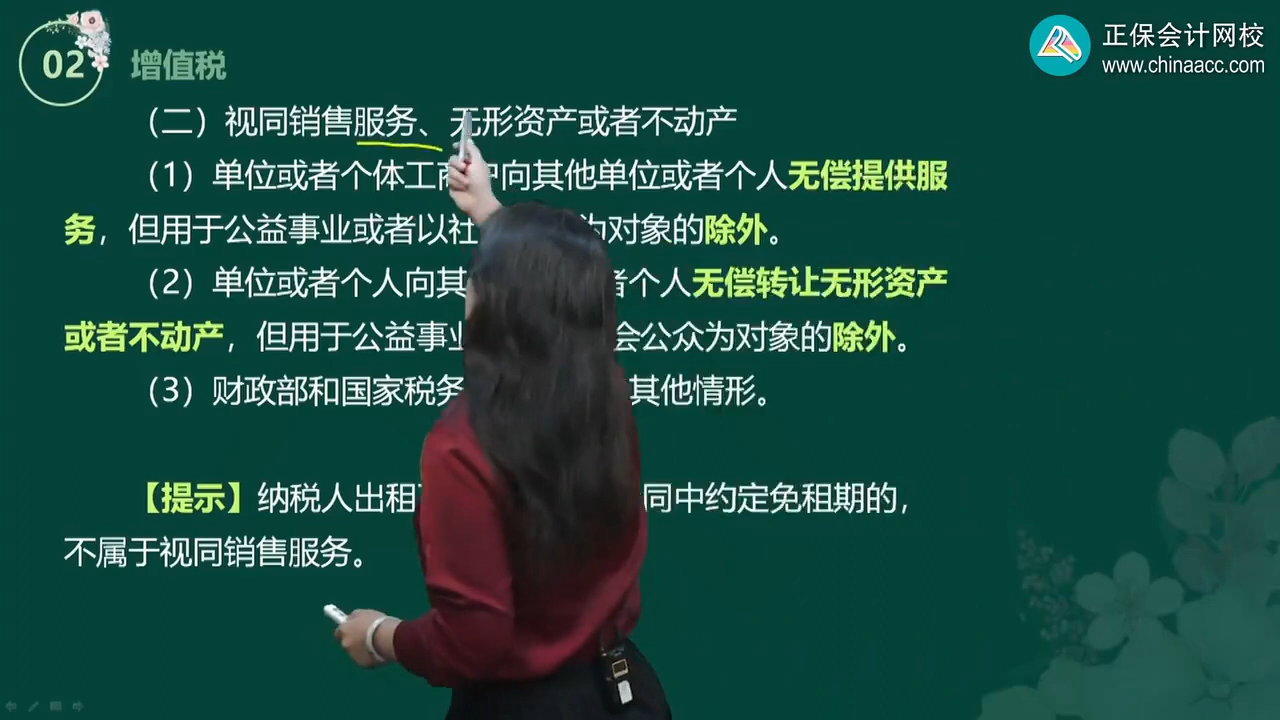 正保会计网校
www.chinaacc.com
02 增值税
（二）视同销售服务、无形资产或者不动产
（1）单位或者个体工商户向其他单位或者个人无偿提供服
务，但用于公益事业或者以社 为对象的除外。
（2）单位或者个人向其 者个人无偿转让无形资产
或者不动产，但用于公益事业 会公众为对象的除外。
（3）财政部和国家税务 其他情形。
【提示】纳税人出租 同中约定免租期的，
不属于视同销售服务。